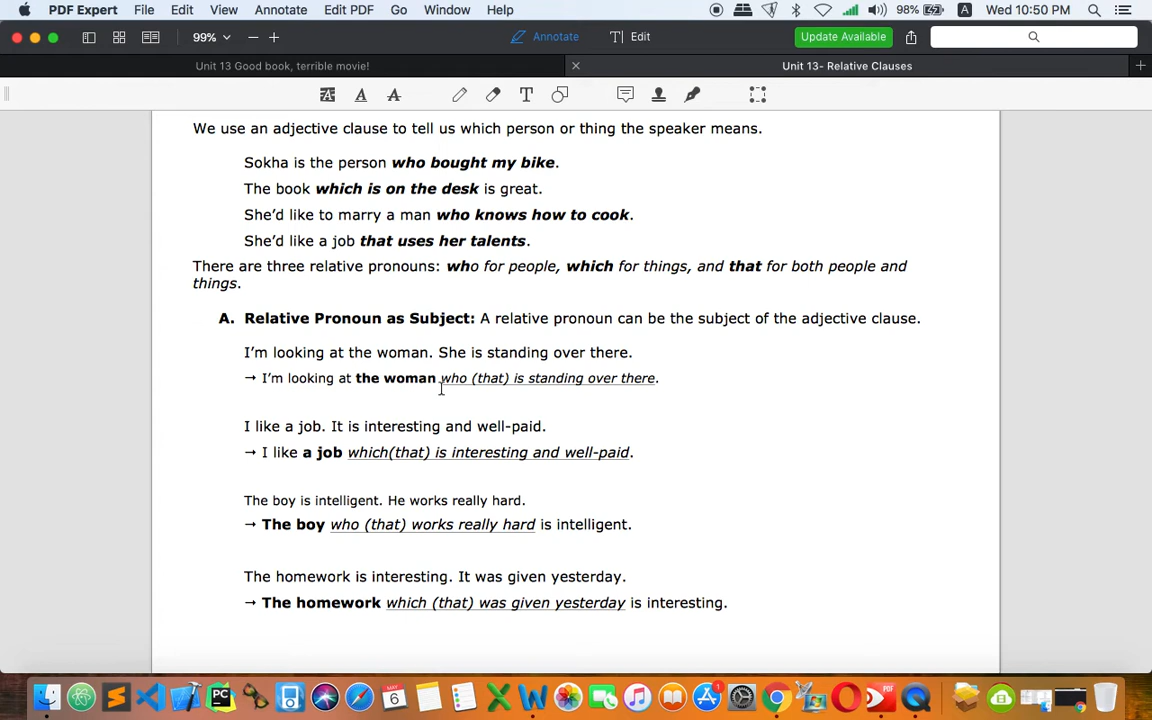 PDF Expert File Edit View Annotate Edit PDF Go Window Help 98% A Wed 10:50 PM
99% Annotate T Edit Update Available
Unit 13 Good book, terrible movie! Unit 13- Relative Clauses
We use an adjective clause to tell us which person or thing the speaker means.
Sokha is the person who bought my bike.
The book which is on the desk is great.
She'd like to marry a man who knows how to cook.
She'd like a job that uses her talents.
There are three relative pronouns: who for people, which for things, and that for both people and
things.
A. Relative Pronoun as Subject: A relative pronoun can be the subject of the adjective clause.
I'm looking at the woman. She is standing over there.
→ I'm looking at the woman who (that) is standing over there.
I like a job. It is interesting and well-paid.
→ I like a job which(that) is interesting and well-paid.
The boy is intelligent. He works really hard.
→ The boy who (that) works really hard is intelligent.
The homework is interesting. It was given yesterday.
→ The homework which (that) was given yesterday is interesting.